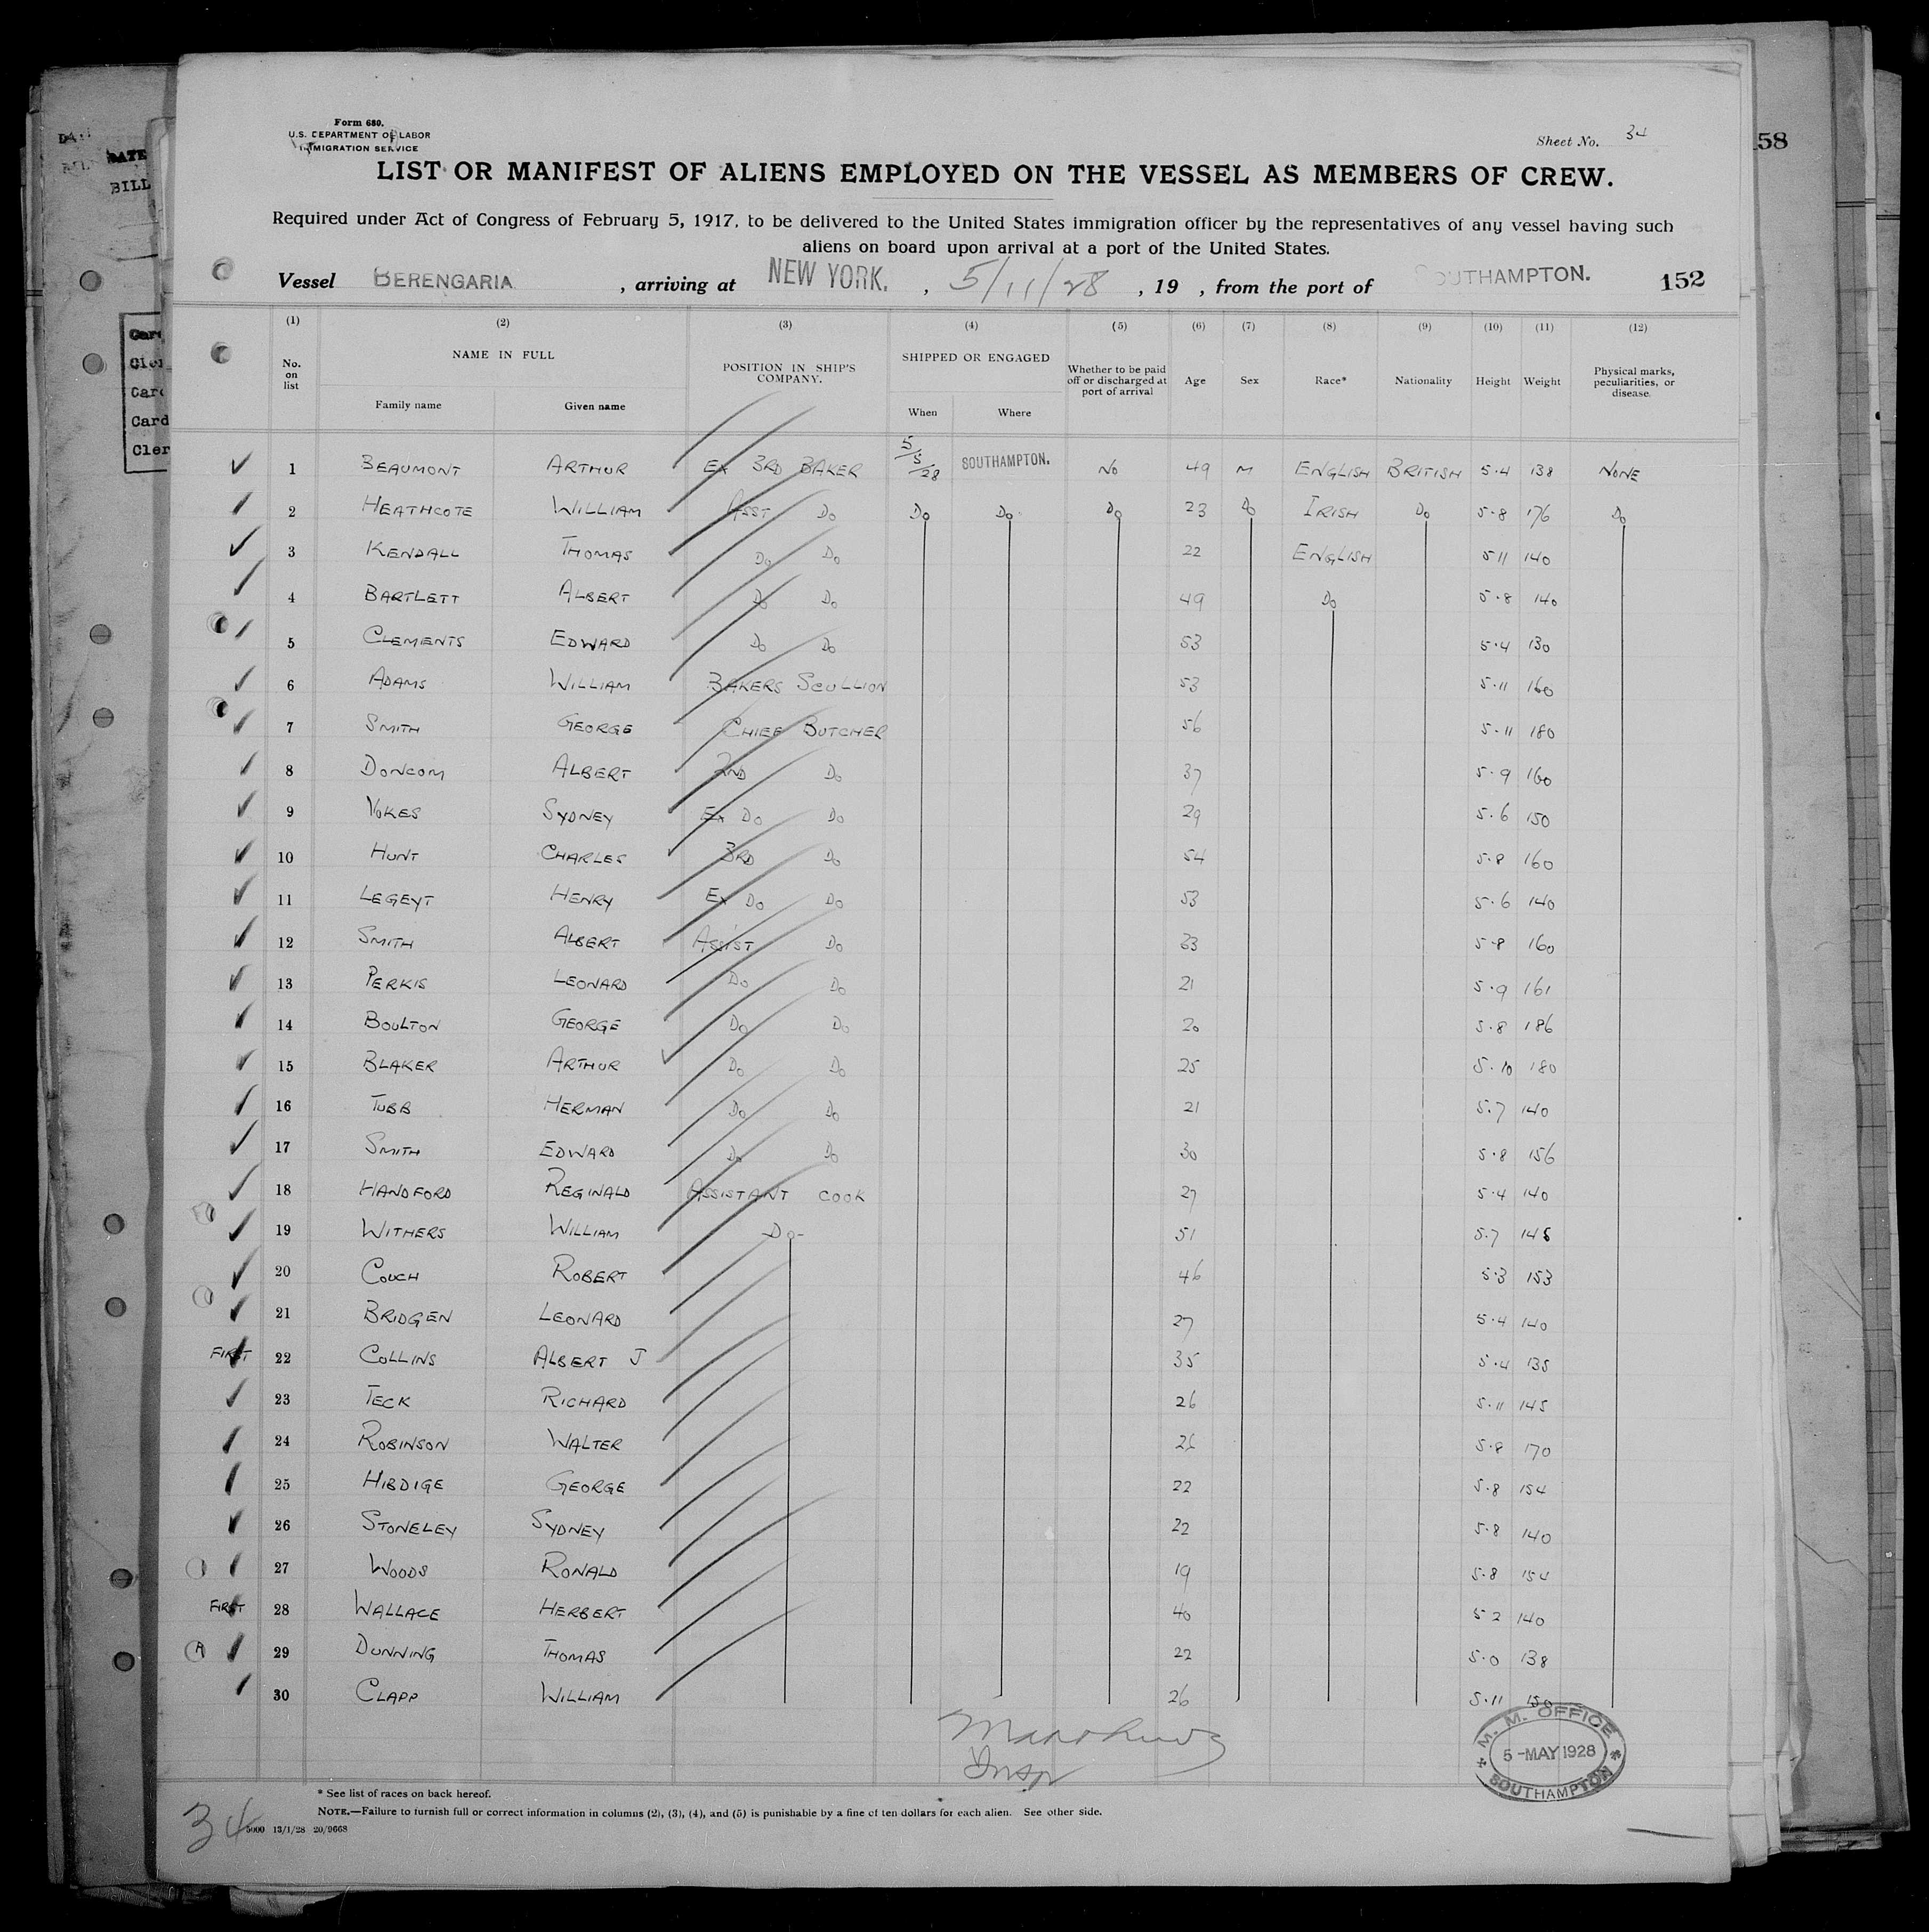 Form 680.
U.S. DEPARTMENT OF LABOR
IMMIGRATION SERVICE
Sheet No. 34
58
DATE
BILL
LIST OR MANIFEST OF ALIENS EMPLOYED ON THE VESSEL AS MEMBERS OF CREW.
Required under Act of Congress of February 5, 1917, to be delivered to the United States immigration officer by the representatives of any vessel having such
aliens on board upon arrival at a port of the United States.
Vessel BERENGARIA, arriving at NEW YORK., 5/11/28, 19 , from the port of SOUTHAMPTON. 152
(1) (2) (3) (4) (5) (6) (7) (8) (9) (10) (11) (12)
No. on list NAME IN FULL Family name Given name POSITION IN SHIP'S COMPANY. SHIPPED OR ENGAGED When Where Whether to be paid off or discharged at port of arrival Age Sex Race* Nationality Height Weight Physical marks, peculiarities, or disease.
1 BEAUMONT ARTHUR EX 3RD BAKER 5/5/28 SOUTHAMPTON. NO 49 M ENGLISH BRITISH 5.4 138 NONE
2 HEATHCOTE WILLIAM ASST DO DO DO DO 23 DO IRISH DO 5.8 176 DO
3 KENDALL THOMAS DO DO 22 ENGLISH 5 11 140
4 BARTLETT ALBERT DO DO 49 DO 5.8 140
5 CLEMENTS EDWARD DO DO 53 5.4 130
6 ADAMS WILLIAM BAKERS SCULLION 53 5.11 160
7 SMITH GEORGE CHIEF BUTCHER 56 5.11 180
8 DONCOM ALBERT 2ND DO 37 5.9 160
9 VOKES SYDNEY EX DO DO 29 5.6 150
10 HUNT CHARLES 3RD DO 54 5.8 160
11 LEGEYT HENRY EX DO DO 53 5.6 140
12 SMITH ALBERT ASSIST DO 33 5.8 160
13 PERKIS LEONARD DO DO 21 5.9 161
14 BOULTON GEORGE DO DO 20 5.8 186
15 BLAKER ARTHUR DO DO 25 5.10 180
16 TUBB HERMAN DO DO 21 5.7 140
17 SMITH EDWARD DO DO 30 5.8 156
18 HANDFORD REGINALD ASSISTANT COOK 27 5.4 140
19 WITHERS WILLIAM -DO- 51 5.7 145
20 COUCH ROBERT 46 5.3 153
21 BRIDGEN LEONARD 27 5.4 140
FIRST 22 COLLINS ALBERT J 35 5.4 135
23 TECK RICHARD 26 5.11 145
24 ROBINSON WALTER 26 5.8 170
25 HIBDIGE GEORGE 22 5.8 154
26 STONELEY SYDNEY 22 5.8 140
27 WOODS RONALD 19 5.8 154
FIRST 28 WALLACE HERBERT 40 5 2 140
A 29 DUNNING THOMAS 22 5.0 138
30 CLAPP WILLIAM 26 5.11 150
Insp
M. M. OFFICE
5-MAY 1928
SOUTHAMPTON
* See list of races on back hereof.
NOTE.—Failure to furnish full or correct information in columns (2), (3), (4), and (5) is punishable by a fine of ten dollars for each alien. See other side.
34
5000 13/1/28 20/9668